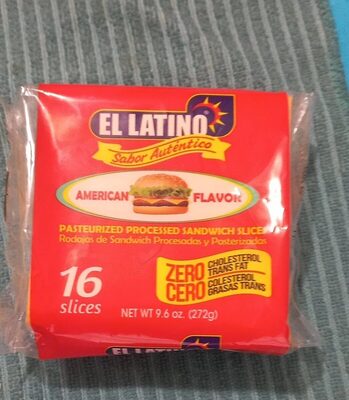 EL LATINO
Sabor Auténtico
AMERICAN FLAVOR
PASTEURIZED PROCESSED SANDWICH SLICES
Rodajas de Sandwich Procesadas y Pasterizadas
16
slices
ZERO CHOLESTEROL
TRANS FAT
CERO COLESTEROL
GRASAS TRANS
NET WT 9.6 oz. (272g)
EL LATINO